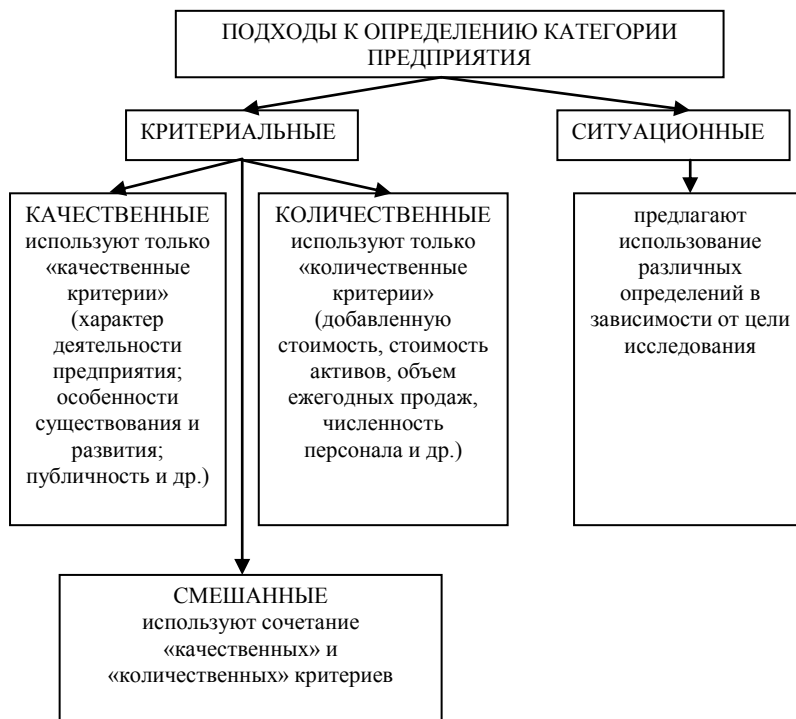 ПОДХОДЫ К ОПРЕДЕЛЕНИЮ КАТЕГОРИИ
ПРЕДПРИЯТИЯ
КРИТЕРИАЛЬНЫЕ
СИТУАЦИОННЫЕ
КАЧЕСТВЕННЫЕ
используют только
«качественные
критерии»
(характер
деятельности
предприятия;
особенности
существования и
развития;
публичность и др.)
КОЛИЧЕСТВЕННЫЕ
используют только
«количественные
критерии»
(добавленную
стоимость, стоимость
активов, объем
ежегодных продаж,
численность
персонала и др.)
предлагают
использование
различных
определений в
зависимости от цели
исследования
СМЕШАННЫЕ
используют сочетание
«качественных» и
«количественных» критериев